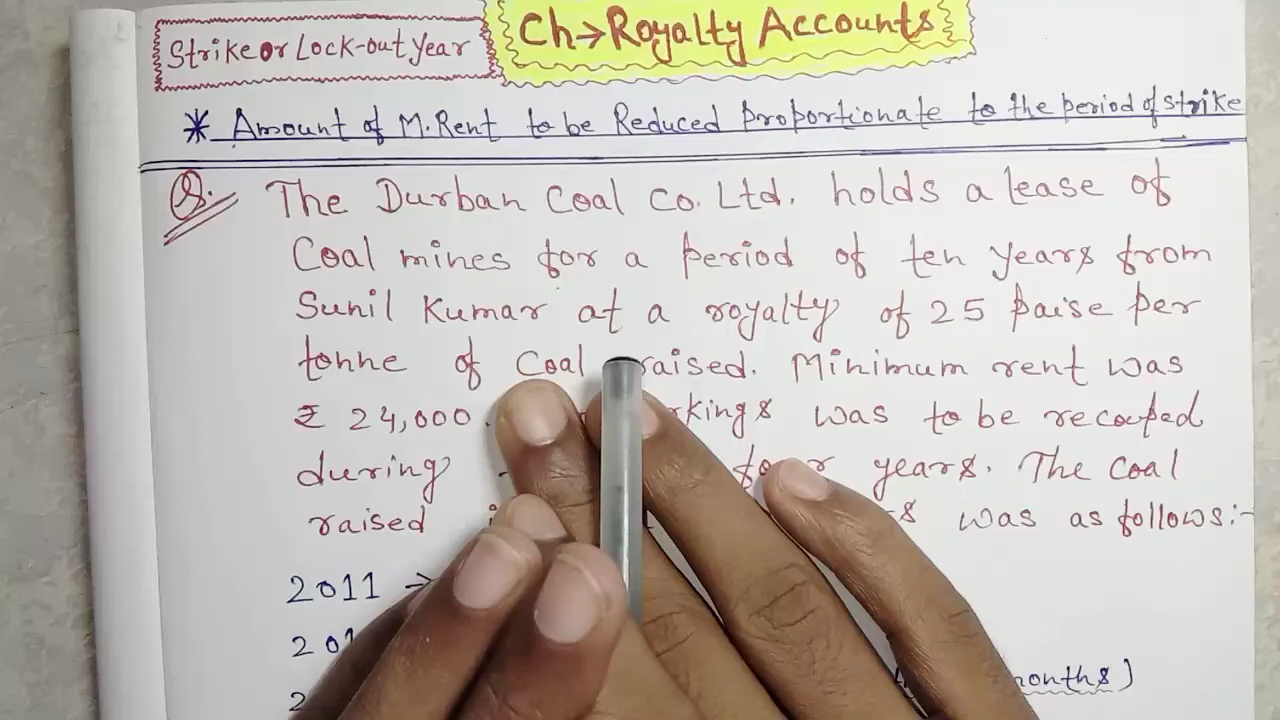 Strike or Lock-out Year
Ch→Royalty Accounts
* Amount of M.Rent to be Reduced proportionate to the period of strike
Q. The Durban Coal Co. Ltd. holds a lease of
Coal mines for a period of ten years from
Sunil Kumar at a royalty of 25 paise per
tonne of Coal raised. Minimum rent was
₹ 24,000. was to be recouped
during years. The coal
raised was as follows:-
2011 →